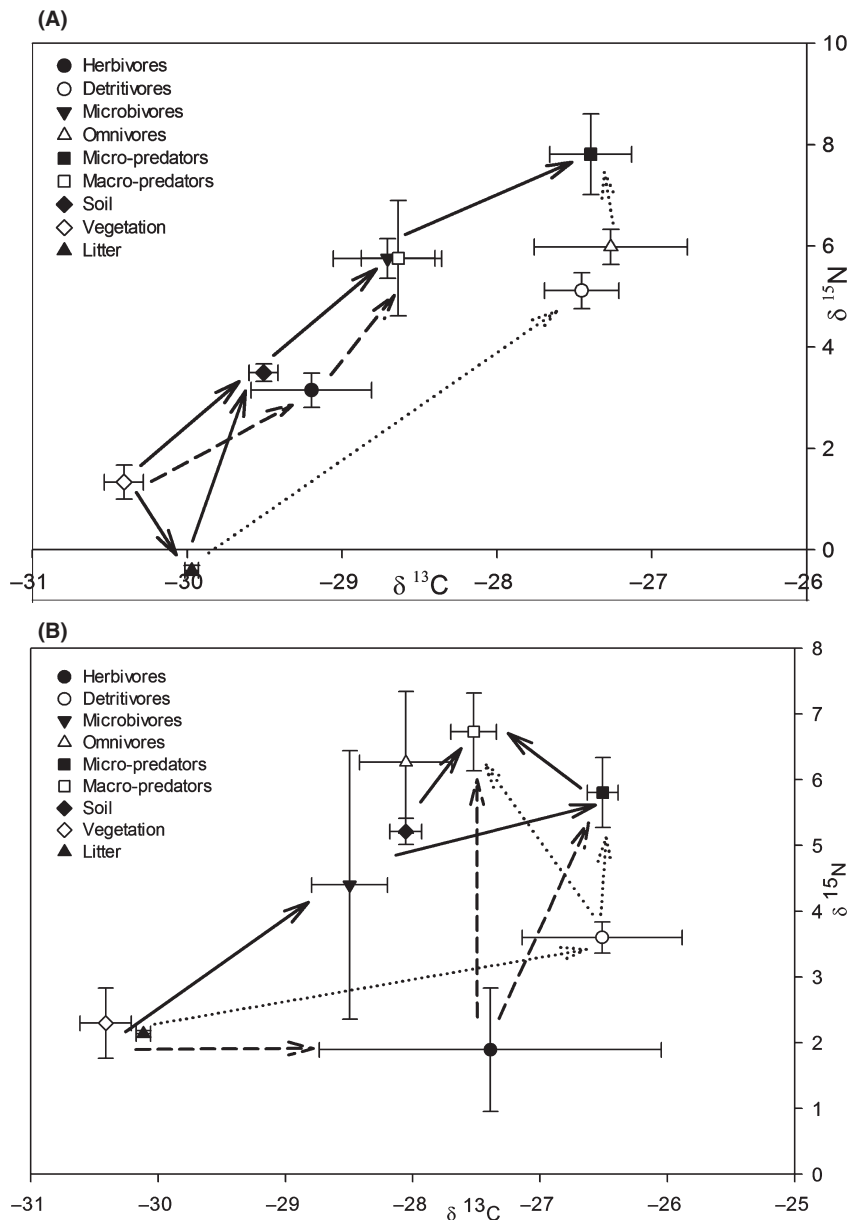 (A)
Herbivores
Detritivores
Microbivores
Omnivores
Micro-predators
Macro-predators
Soil
Vegetation
Litter
10
8
6
4
2
0
δ 15N
–31
–30
–29
–28
–27
–26
δ 13C
(B)
Herbivores
Detritivores
Microbivores
Omnivores
Micro-predators
Macro-predators
Soil
Vegetation
Litter
8
7
6
5
4
3
2
1
0
δ 15N
–31
–30
–29
–28
–27
–26
–25
δ 13C